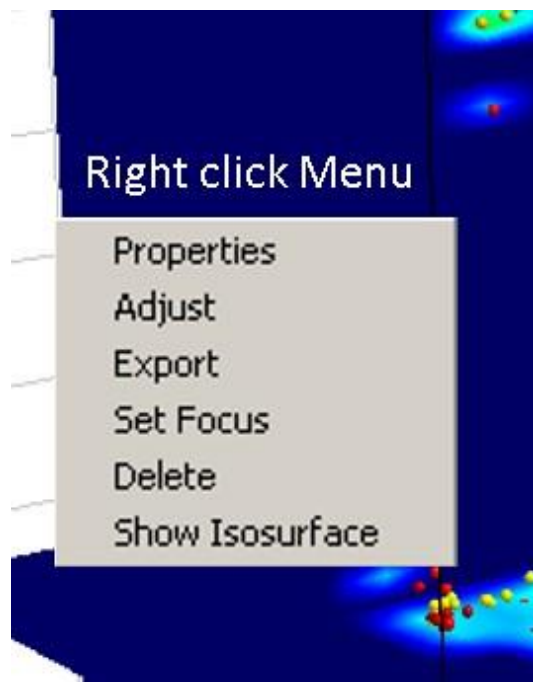 Right click Menu
Properties
Adjust
Export
Set Focus
Delete
Show Isosurface